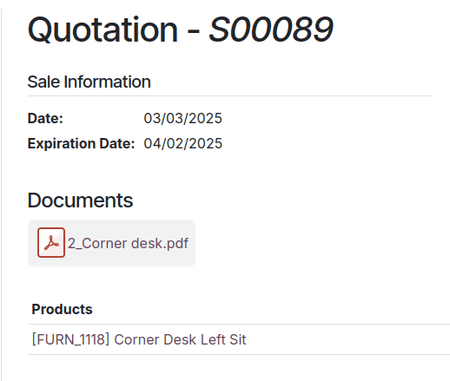 Quotation - S00089
Sale Information
Date: 03/03/2025
Expiration Date: 04/02/2025
Documents
2_Corner desk.pdf
Products
[FURN_1118] Corner Desk Left Sit